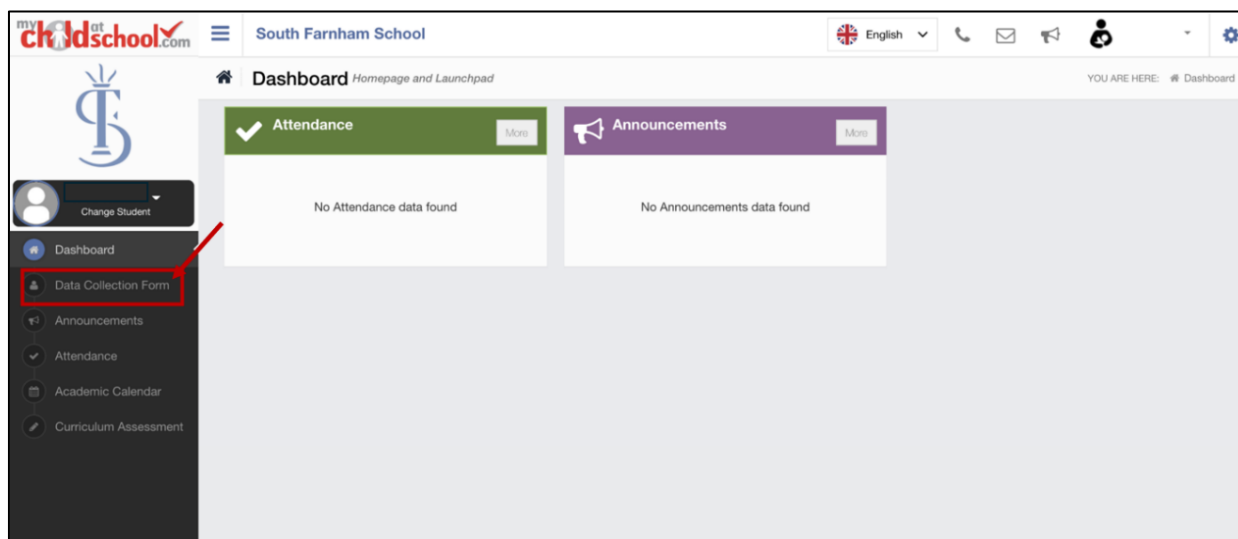 my child at school.com
South Farnham School
English
Dashboard Homepage and Launchpad
YOU ARE HERE: Dashboard
Attendance
More
Announcements
More
No Attendance data found
No Announcements data found
Change Student
Dashboard
Data Collection Form
Announcements
Attendance
Academic Calendar
Curriculum Assessment